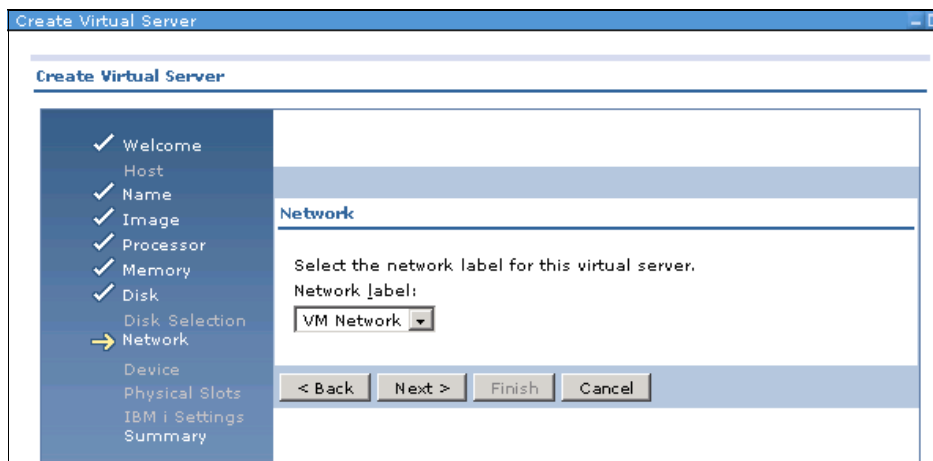 Create Virtual Server
Create Virtual Server
Welcome
Host
Name
Image
Processor
Memory
Disk
Disk Selection
Network
Device
Physical Slots
IBM i Settings
Summary
Network
Select the network label for this virtual server.
Network label:
VM Network
< Back Next > Finish Cancel